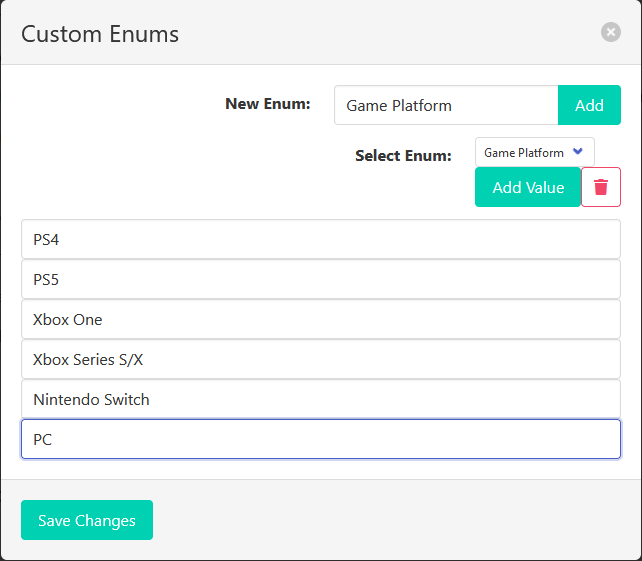 Custom Enums
New Enum: Game Platform Add
Select Enum: Game Platform
Add Value
PS4
PS5
Xbox One
Xbox Series S/X
Nintendo Switch
PC
Save Changes